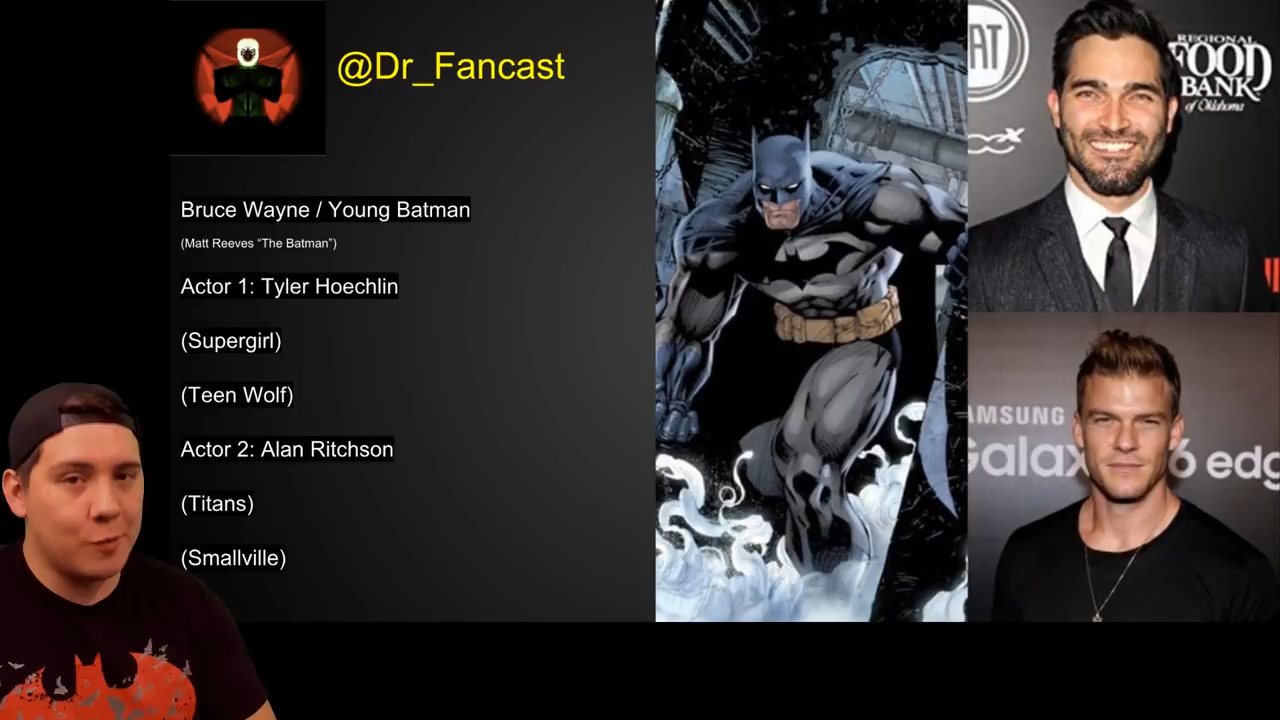 @Dr_Fancast
Bruce Wayne / Young Batman
(Matt Reeves “The Batman”)
Actor 1: Tyler Hoechlin
(Supergirl)
(Teen Wolf)
Actor 2: Alan Ritchson
(Titans)
(Smallville)
REGIONAL
FOOD
BANK
of Oklahoma
AMSUNG
Galax 6 edg